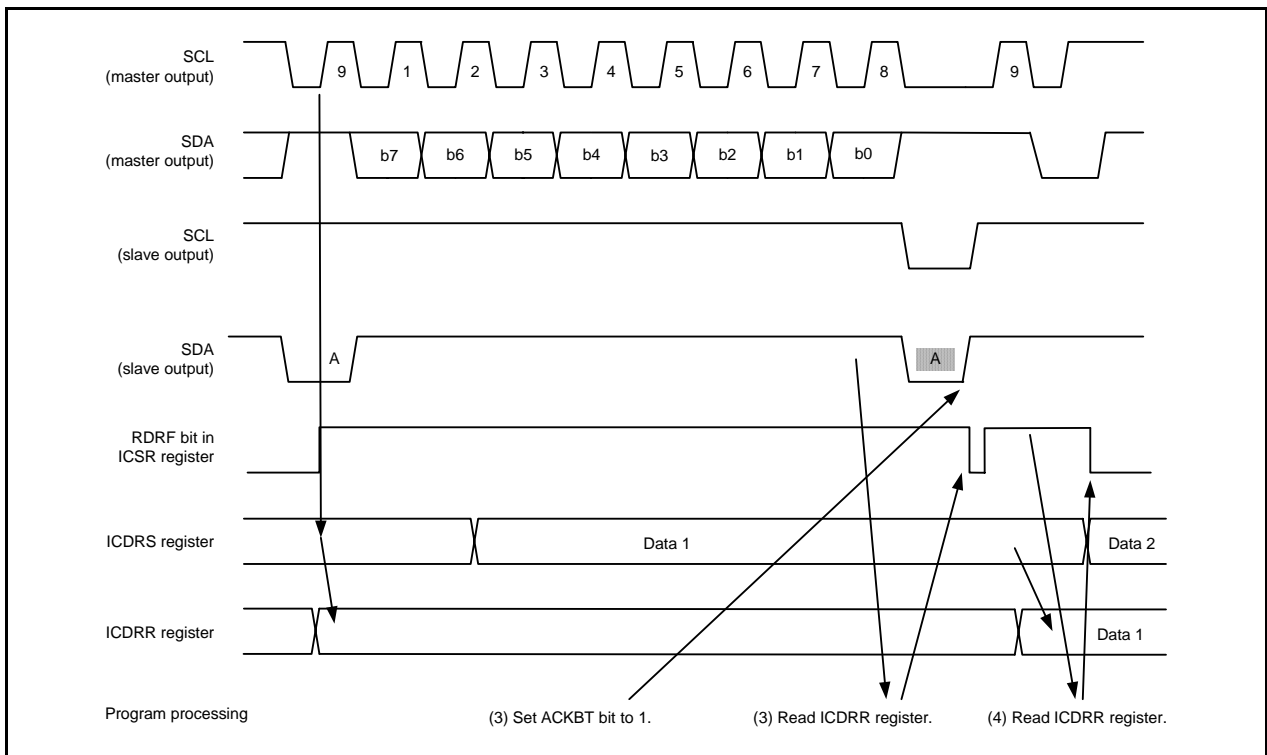 SCL
(master output)
9 1 2 3 4 5 6 7 8 9
SDA
(master output)
b7 b6 b5 b4 b3 b2 b1 b0
SCL
(slave output)
SDA
(slave output)
A A
RDRF bit in
ICSR register
ICDRS register
Data 1 Data 2
ICDRR register
Data 1
Program processing
(3) Set ACKBT bit to 1. (3) Read ICDRR register. (4) Read ICDRR register.